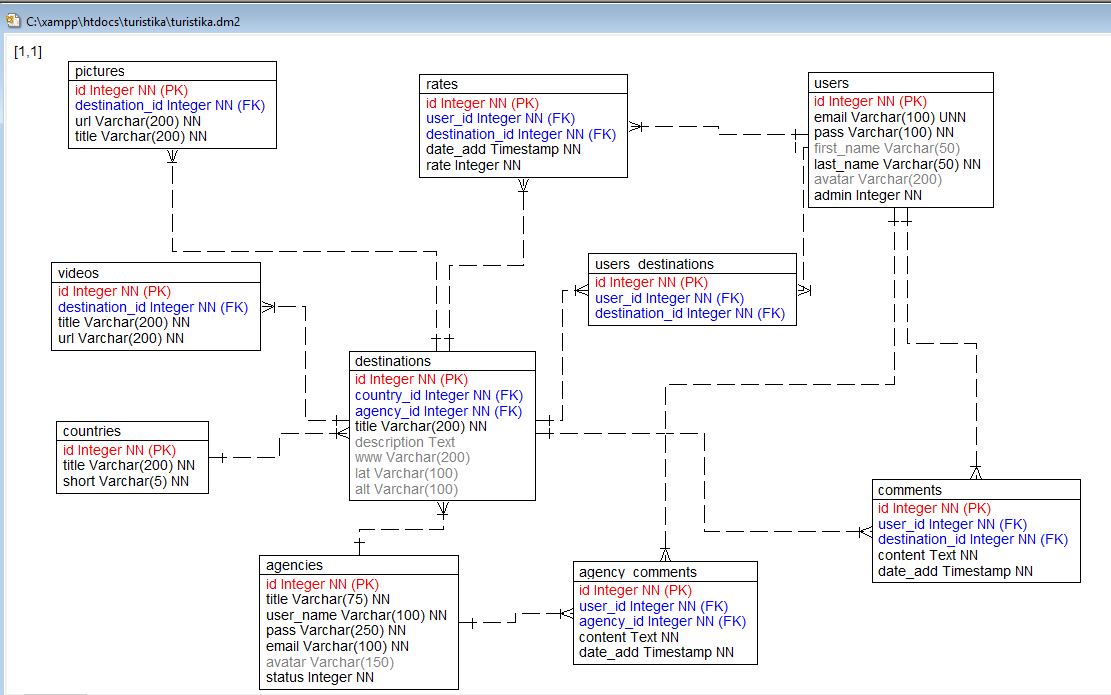 C:\xampp\htdocs\turistika\turistika.dm2
[1,1]
pictures
id Integer NN (PK)
destination_id Integer NN (FK)
url Varchar(200) NN
title Varchar(200) NN
rates
id Integer NN (PK)
user_id Integer NN (FK)
destination_id Integer NN (FK)
date_add Timestamp NN
rate Integer NN
users
id Integer NN (PK)
email Varchar(100) UNN
pass Varchar(100) NN
first_name Varchar(50)
last_name Varchar(50) NN
avatar Varchar(200)
admin Integer NN
videos
id Integer NN (PK)
destination_id Integer NN (FK)
title Varchar(200) NN
url Varchar(200) NN
users_destinations
id Integer NN (PK)
user_id Integer NN (FK)
destination_id Integer NN (FK)
destinations
id Integer NN (PK)
country_id Integer NN (FK)
agency_id Integer NN (FK)
title Varchar(200) NN
description Text
www Varchar(200)
lat Varchar(100)
alt Varchar(100)
countries
id Integer NN (PK)
title Varchar(200) NN
short Varchar(5) NN
comments
id Integer NN (PK)
user_id Integer NN (FK)
destination_id Integer NN (FK)
content Text NN
date_add Timestamp NN
agencies
id Integer NN (PK)
title Varchar(75) NN
user_name Varchar(100) NN
pass Varchar(250) NN
email Varchar(100) NN
avatar Varchar(150)
status Integer NN
agency_comments
id Integer NN (PK)
user_id Integer NN (FK)
agency_id Integer NN (FK)
content Text NN
date_add Timestamp NN